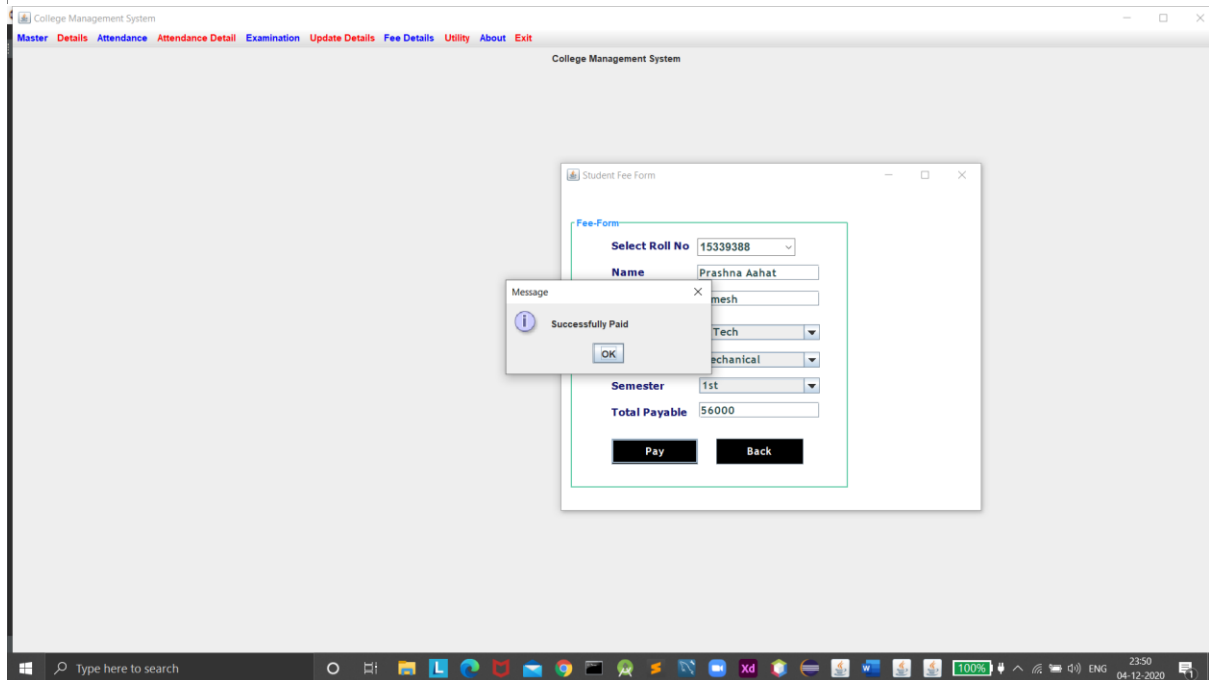 College Management System
Master Details Attendance Attendance Detail Examination Update Details Fee Details Utility About Exit
College Management System
Student Fee Form
Fee-Form
Select Roll No 15339388
Name Prashna Aahat
Message
mesh
Successfully Paid
Tech
OK
echanical
Semester 1st
Total Payable 56000
Pay Back
Type here to search
L
Xd
W
100%
ENG
23:50
04-12-2020
1